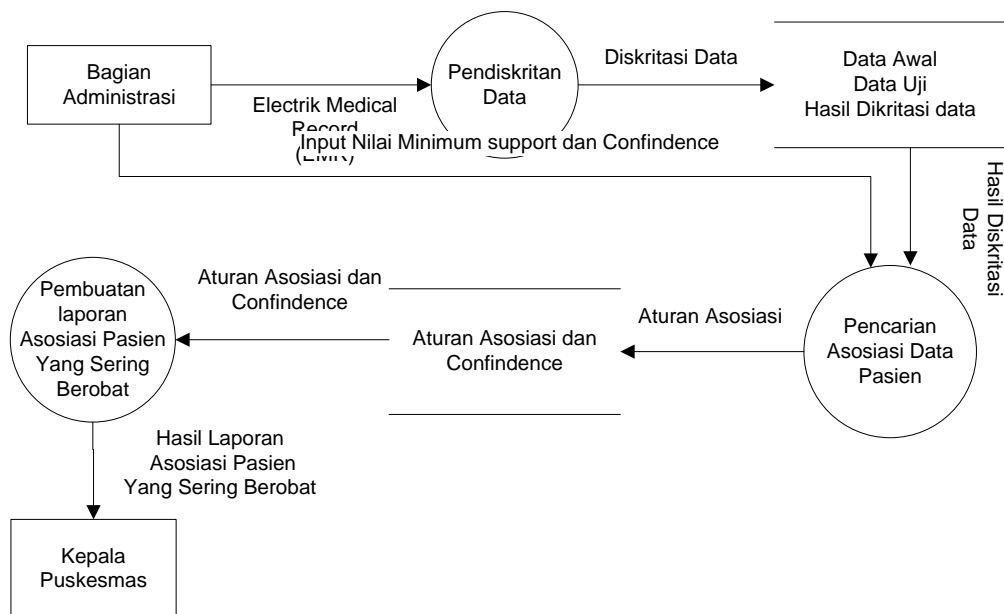 Bagian
Administrasi
Electrik Medical
Record
(EMR)
Input Nilai Minimum support dan Confindence
Pendiskritan
Data
Diskritasi Data
Data Awal
Data Uji
Hasil Dikritasi data
Hasil Diskritasi
Data
Pencarian
Asosiasi Data
Pasien
Aturan Asosiasi
Aturan Asosiasi dan
Confindence
Aturan Asosiasi dan
Confindence
Pembuatan
laporan
Asosiasi Pasien
Yang Sering
Berobat
Hasil Laporan
Asosiasi Pasien
Yang Sering Berobat
Kepala
Puskesmas